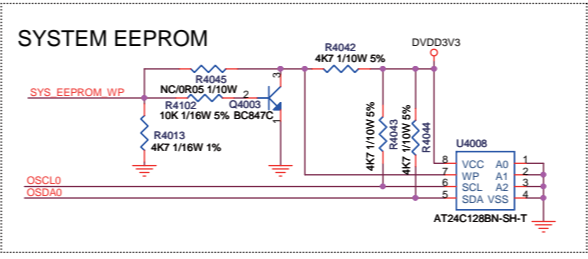 SYSTEM EEPROM
R4042
4K7 1/10W 5%
DVDD3V3
R4045
NC/0R05 1/10W
3
SYS_EEPROM_WP
R4102
10K 1/16W 5%
2
Q4003
BC847C
1
R4013
4K7 1/16W 1%
R4043
4K7 1/10W 5%
R4044
4K7 1/10W 5%
U4008
8 VCC A0 1
7 WP A1 2
6 SCL A2 3
5 SDA VSS 4
OSCL0
OSDA0
AT24C128BN-SH-T